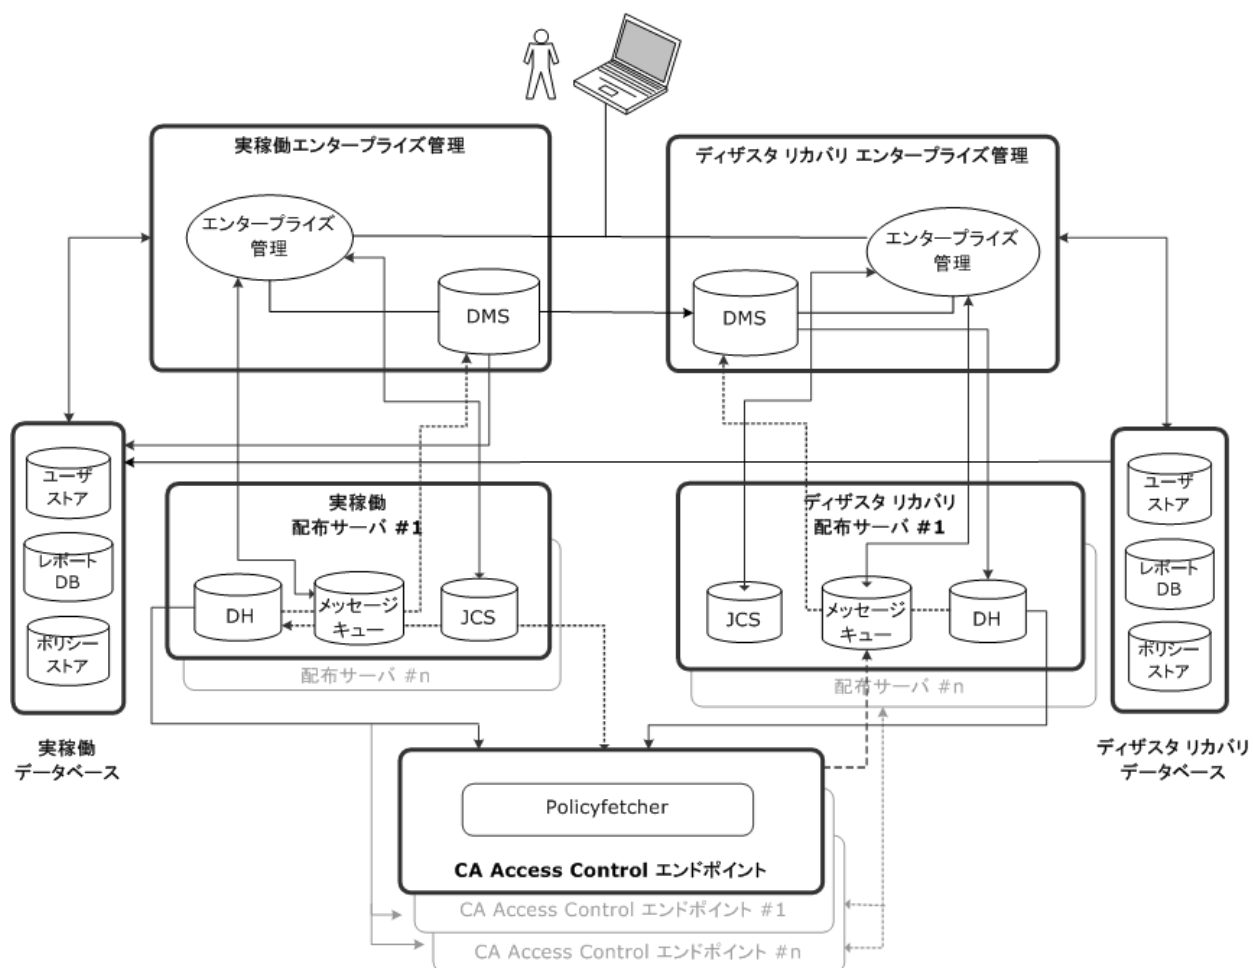 実稼働エンタープライズ管理
ディザスタ リカバリ エンタープライズ管理
エンタープライズ
管理
エンタープライズ
管理
DMS
DMS
ユーザ
ストア
レポート
DB
ポリシー
ストア
実稼働
データベース
実稼働
配布サーバ #1
DH
メッセージ
キュー
JCS
配布サーバ #n
ディザスタ リカバリ
配布サーバ #1
JCS
メッセージ
キュー
DH
配布サーバ #n
ユーザ
ストア
レポート
DB
ポリシー
ストア
ディザスタ リカバリ
データベース
Policyfetcher
CA Access Control エンドポイント
CA Access Control エンドポイント #1
CA Access Control エンドポイント #n